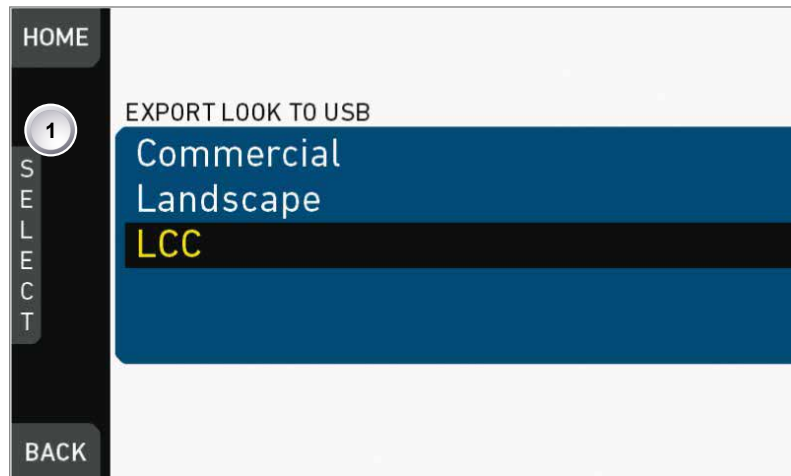 HOME
1
SELECT
EXPORT LOOK TO USB
Commercial
Landscape
LCC
BACK